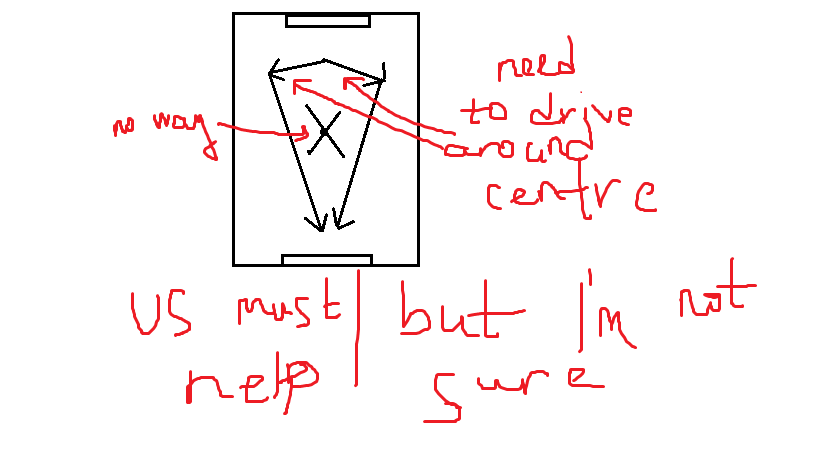 need
to drive
around
centre
no way
US must | but I'm not
help | sure